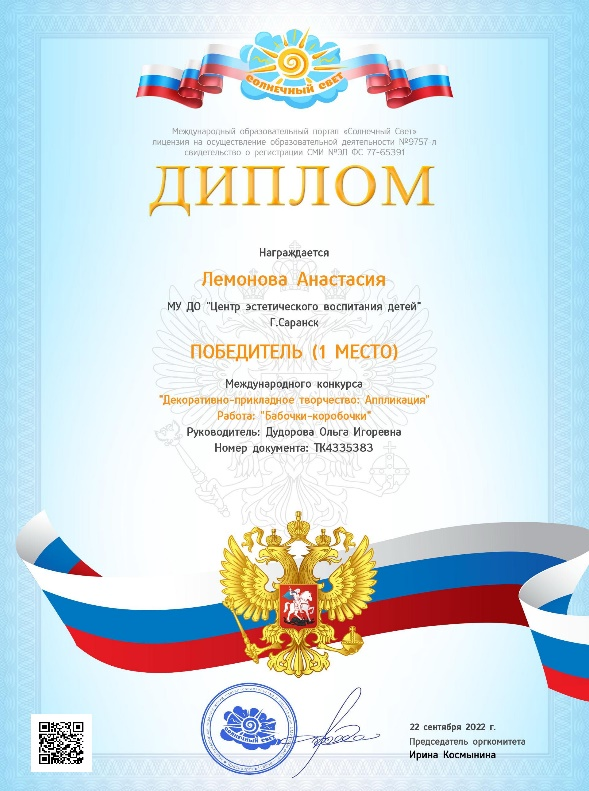 СОЛНЕЧНЫЙ СВЕТ
Международный образовательный портал «Солнечный Свет»
лицензия на осуществление образовательной деятельности №9757-л
свидетельство о регистрации СМИ №ЭЛ ФС 77-65391
ДИПЛОМ
Награждается
Лемонова Анастасия
МУ ДО "Центр эстетического воспитания детей"
Г.Саранск
ПОБЕДИТЕЛЬ (1 МЕСТО)
Международного конкурса
"Декоративно-прикладное творчество: Аппликация"
Работа: "Бабочки-коробочки"
Руководитель: Дудорова Ольга Игоревна
Номер документа: ТК4335383
СОЛНЕЧНЫЙ СВЕТ
22 сентября 2022 г.
Председатель оргкомитета
Ирина Космынина